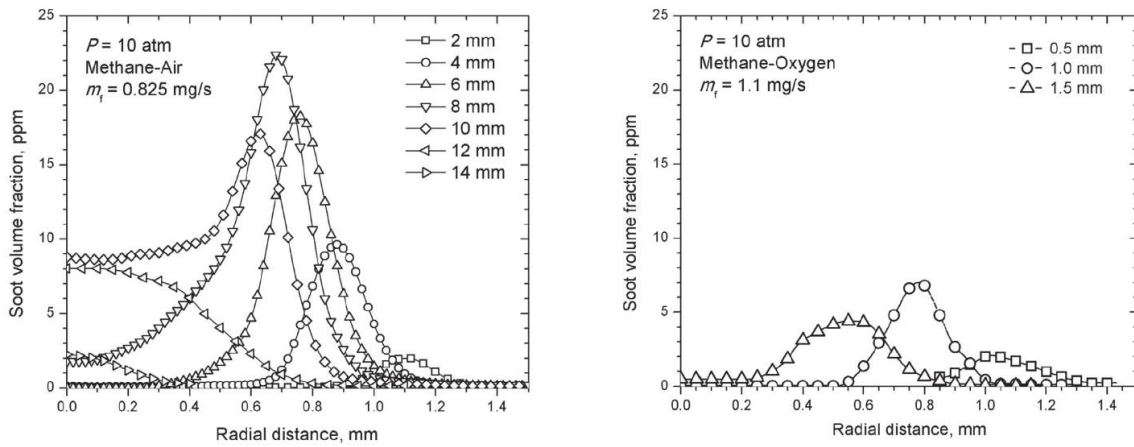 25
20
15
10
5
0
Soot volume fraction, ppm
P = 10 atm
Methane-Air
m_f = 0.825 mg/s
2 mm
4 mm
6 mm
8 mm
10 mm
12 mm
14 mm
0.0 0.2 0.4 0.6 0.8 1.0 1.2 1.4
Radial distance, mm
25
20
15
10
5
0
Soot volume fraction, ppm
P = 10 atm
Methane-Oxygen
m_f = 1.1 mg/s
0.5 mm
1.0 mm
1.5 mm
0.0 0.2 0.4 0.6 0.8 1.0 1.2 1.4
Radial distance, mm